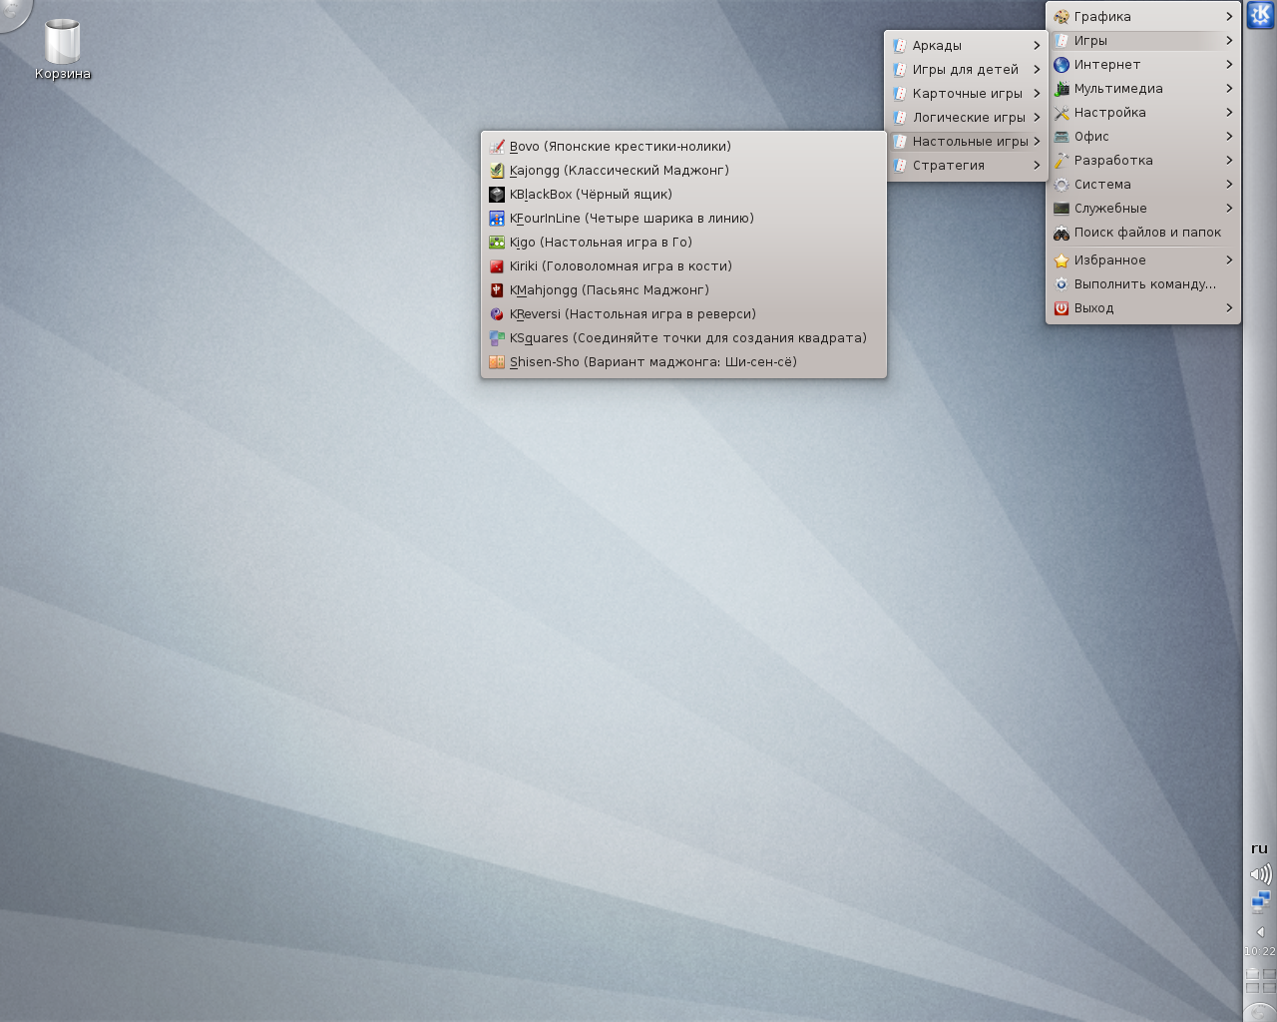 Корзина
Графика
Игры
Интернет
Мультимедиа
Настройка
Офис
Разработка
Система
Служебные
Поиск файлов и папок
Избранное
Выполнить команду...
Выход
Аркады
Игры для детей
Карточные игры
Логические игры
Настольные игры
Стратегия
Bovo (Японские крестики-нолики)
Kajongg (Классический Маджонг)
KBlackBox (Чёрный ящик)
KFourInLine (Четыре шарика в линию)
Kigo (Настольная игра в Го)
Kiriki (Головоломная игра в кости)
KMahjongg (Пасьянс Маджонг)
KReversi (Настольная игра в реверси)
KSquares (Соединяйте точки для создания квадрата)
Shisen-Sho (Вариант маджонга: Ши-сен-сё)
ru
10:22